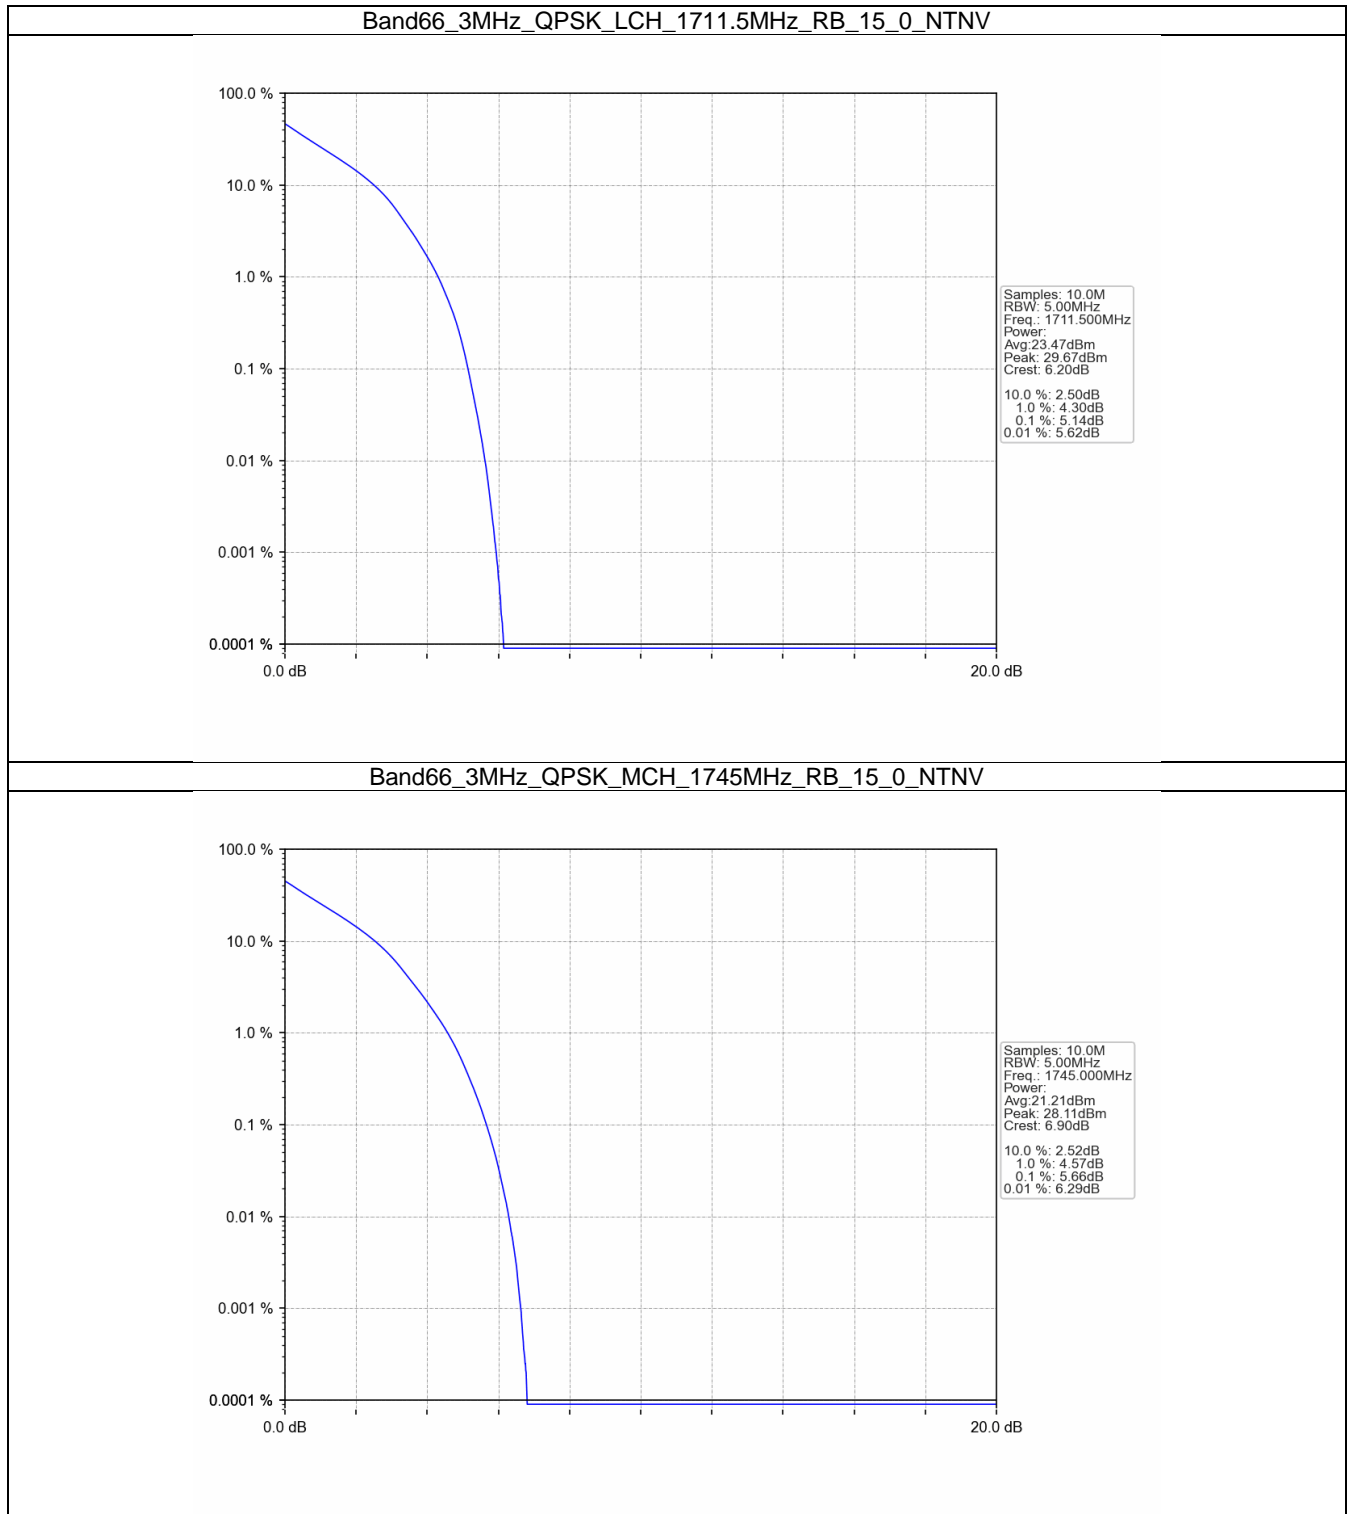 Band66_3MHz_QPSK_LCH_1711.5MHz_RB_15_0_NTNV
100.0 %
10.0 %
1.0 %
0.1 %
0.01 %
0.001 %
0.0001 %
0.0 dB
20.0 dB
Samples: 10.0M
RBW: 5.00MHz
Freq.: 1711.500MHz
Power:
Avg:23.47dBm
Peak: 29.67dBm
Crest: 6.20dB
10.0 %: 2.50dB
1.0 %: 4.30dB
0.1 %: 5.14dB
0.01 %: 5.62dB
Band66_3MHz_QPSK_MCH_1745MHz_RB_15_0_NTNV
100.0 %
10.0 %
1.0 %
0.1 %
0.01 %
0.001 %
0.0001 %
0.0 dB
20.0 dB
Samples: 10.0M
RBW: 5.00MHz
Freq.: 1745.000MHz
Power:
Avg:21.21dBm
Peak: 28.11dBm
Crest: 6.90dB
10.0 %: 2.52dB
1.0 %: 4.57dB
0.1 %: 5.66dB
0.01 %: 6.29dB